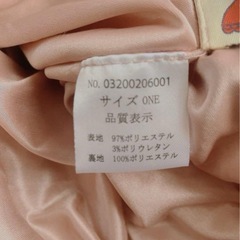 NO. 03200206001
サイズ ONE
品質表示
表地 97%ポリエステル
3%ポリウレタン
裏地 100%ポリエステル